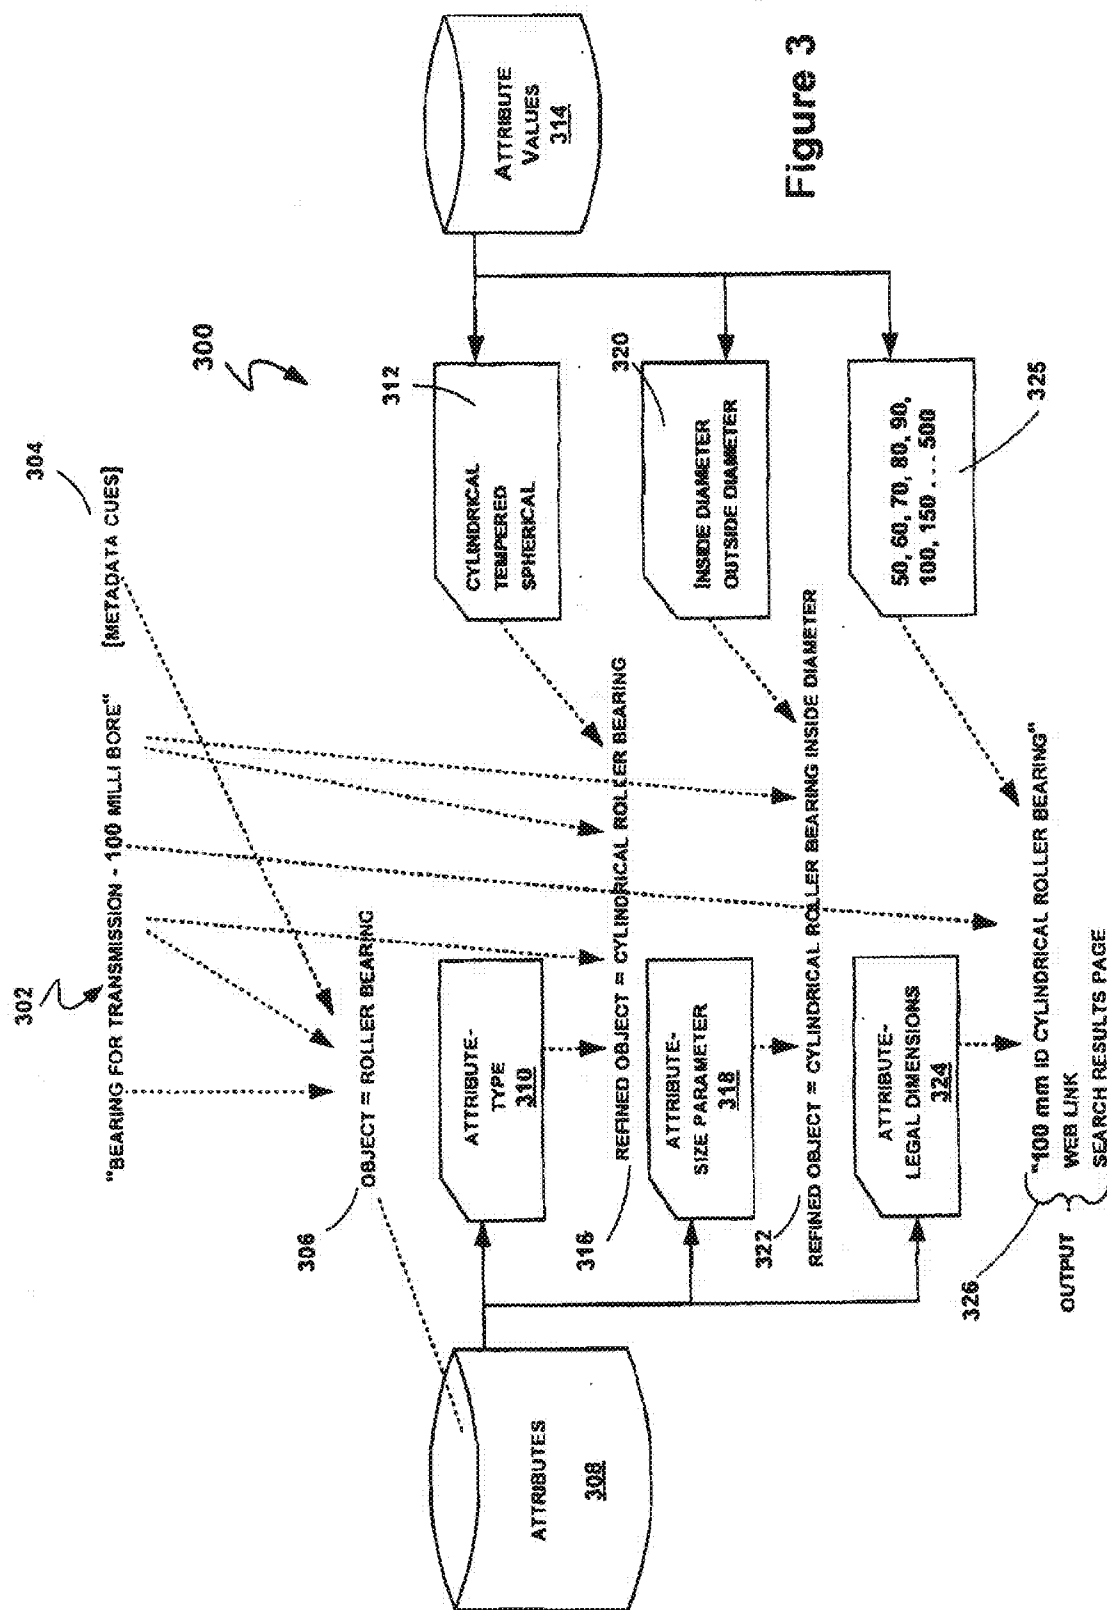 302
304
"BEARING FOR TRANSMISSION - 100 MILLI BORE"
[METADATA CUES]
300
306
OBJECT = ROLLER BEARING
312
ATTRIBUTES
308
ATTRIBUTE-
TYPE
310
CYLINDRICAL
TEMPERED
SPHERICAL
ATTRIBUTE
VALUES
314
316
REFINED OBJECT = CYLINDRICAL ROLLER BEARING
320
ATTRIBUTE-
SIZE PARAMETER
318
INSIDE DIAMETER
OUTSIDE DIAMETER
322
REFINED OBJECT = CYLINDRICAL ROLLER BEARING INSIDE DIAMETER
ATTRIBUTE-
LEGAL DIMENSIONS
324
50, 60, 70, 80, 90,
100, 150 . . . 500
325
326
OUTPUT
"100 mm ID CYLINDRICAL ROLLER BEARING"
WEB LINK
SEARCH RESULTS PAGE
Figure 3